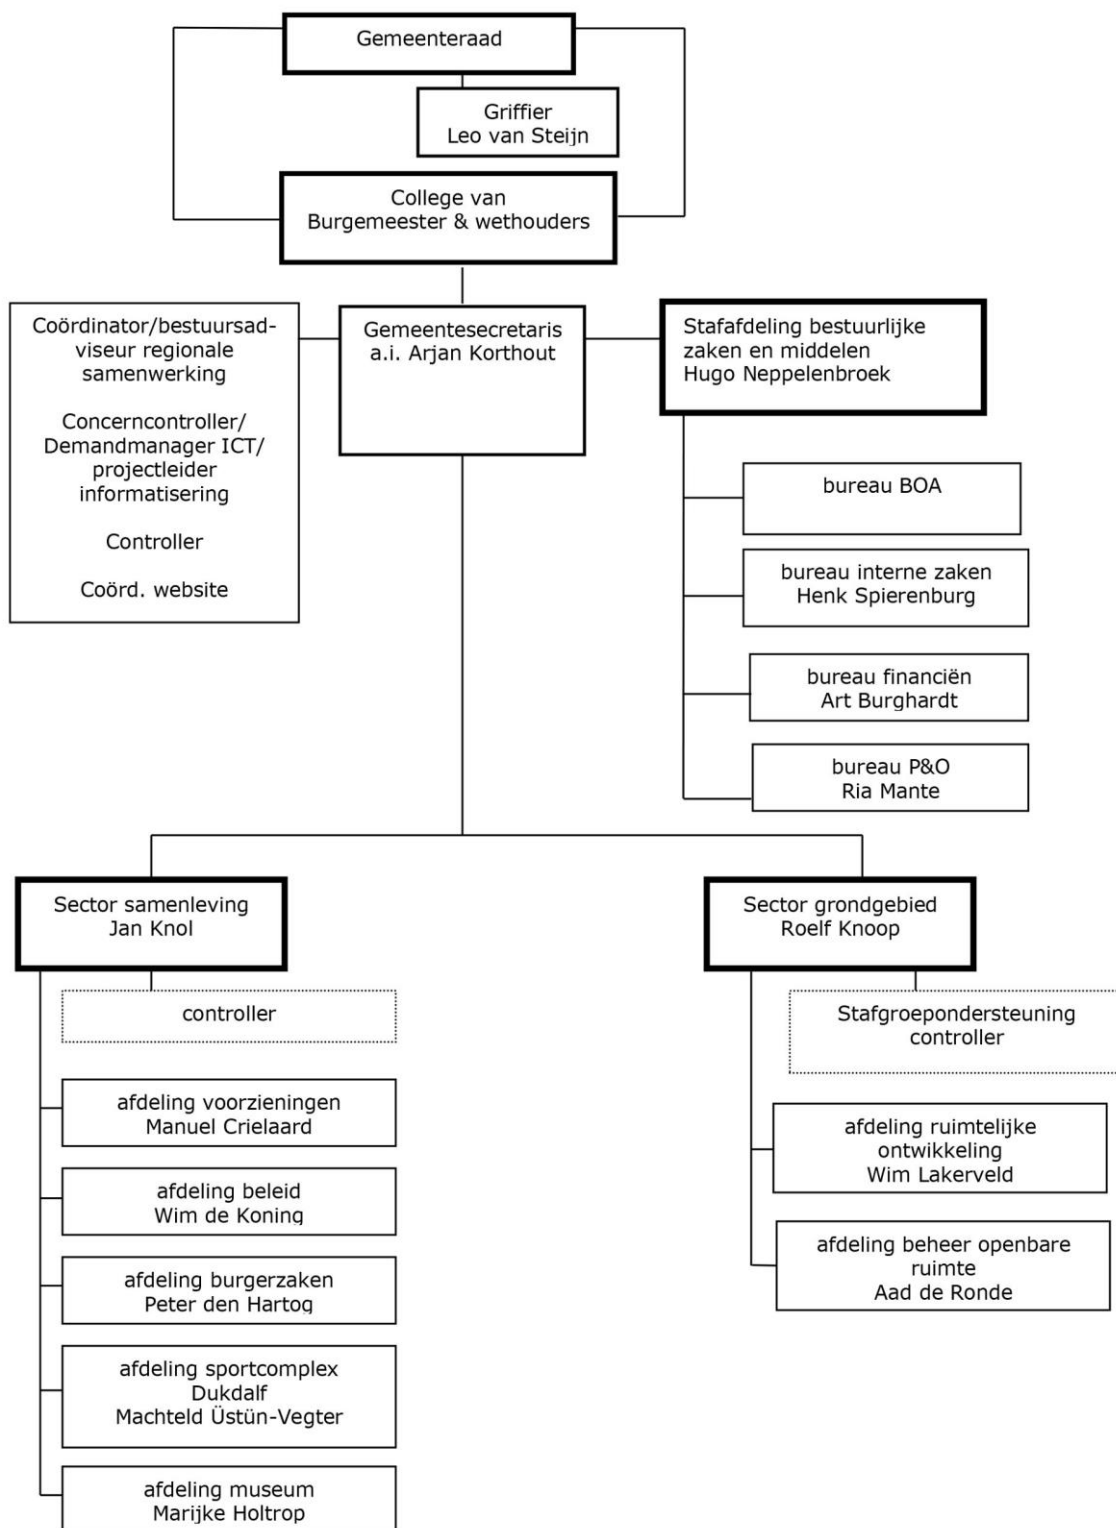 Gemeenteraad
Griffier
Leo van Steijn
College van
Burgemeester & wethouders
Coördinator/bestuursad-
viseur regionale
samenwerking
Concerncontroller/
Demandmanager ICT/
projectleider
informatisering
Controller
Coörd. website
Gemeentesecretaris
a.i. Arjan Korthout
Stafafdeling bestuurlijke
zaken en middelen
Hugo Neppelenbroek
bureau BOA
bureau interne zaken
Henk Spierenburg
bureau financiën
Art Burghardt
bureau P&O
Ria Mante
Sector samenleving
Jan Knol
controller
afdeling voorzieningen
Manuel Crielaard
afdeling beleid
Wim de Koning
afdeling burgerzaken
Peter den Hartog
afdeling sportcomplex
Dukdalf
Machteld Üstün-Vegter
afdeling museum
Marijke Holtrop
Sector grondgebied
Roelf Knoop
Stafgroepondersteuning
controller
afdeling ruimtelijke
ontwikkeling
Wim Lakerveld
afdeling beheer openbare
ruimte
Aad de Ronde